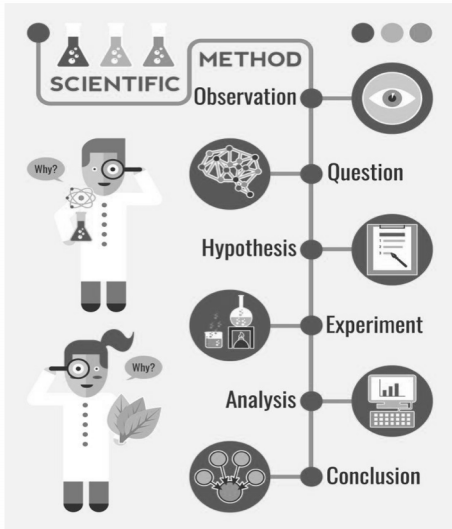 SCIENTIFIC
METHOD
Observation
Question
Hypothesis
Experiment
Analysis
Conclusion
Why?
Why?